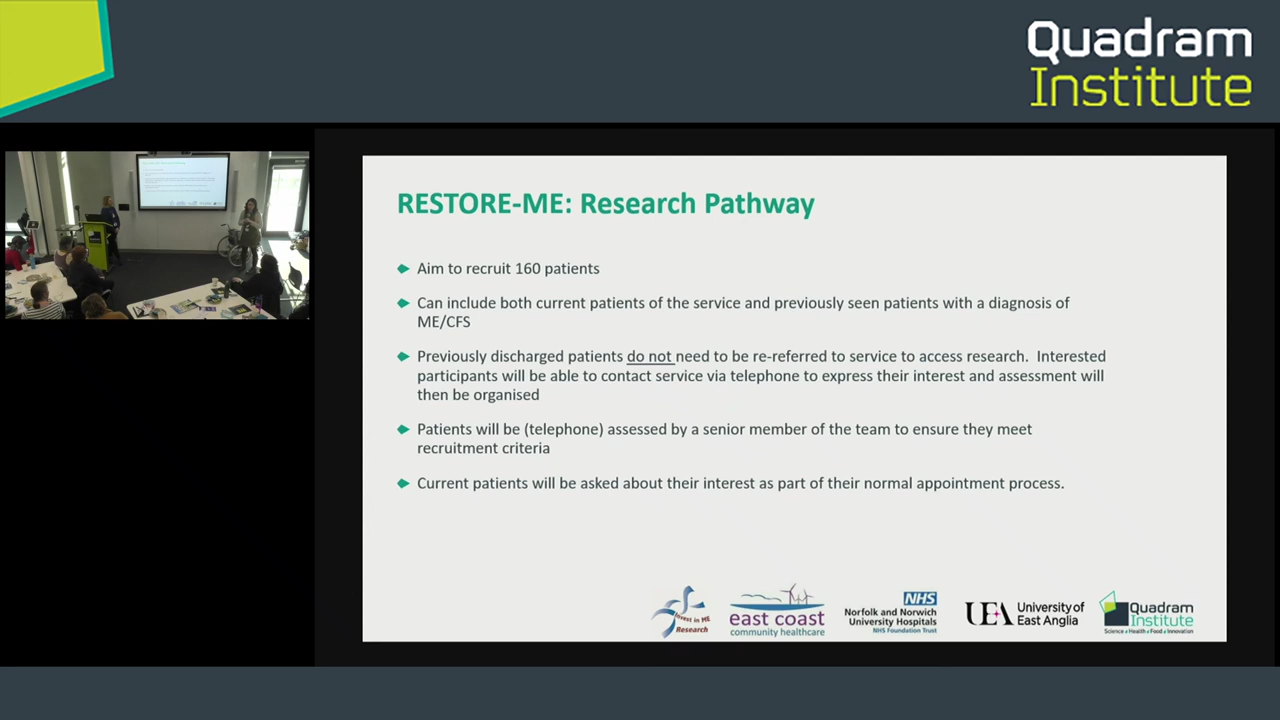 Quadram
Institute
RESTORE-ME: Research Pathway
Aim to recruit 160 patients
Can include both current patients of the service and previously seen patients with a diagnosis of
ME/CFS
Previously discharged patients do not need to be re-referred to service to access research. Interested
participants will be able to contact service via telephone to express their interest and assessment will
then be organised
Patients will be (telephone) assessed by a senior member of the team to ensure they meet
recruitment criteria
Current patients will be asked about their interest as part of their normal appointment process.
Invest in ME
Research
east coast
community healthcare
NHS
Norfolk and Norwich
University Hospitals
NHS Foundation Trust
UEA University of
East Anglia
Quadram
Institute
Science • Health • Food • Innovation